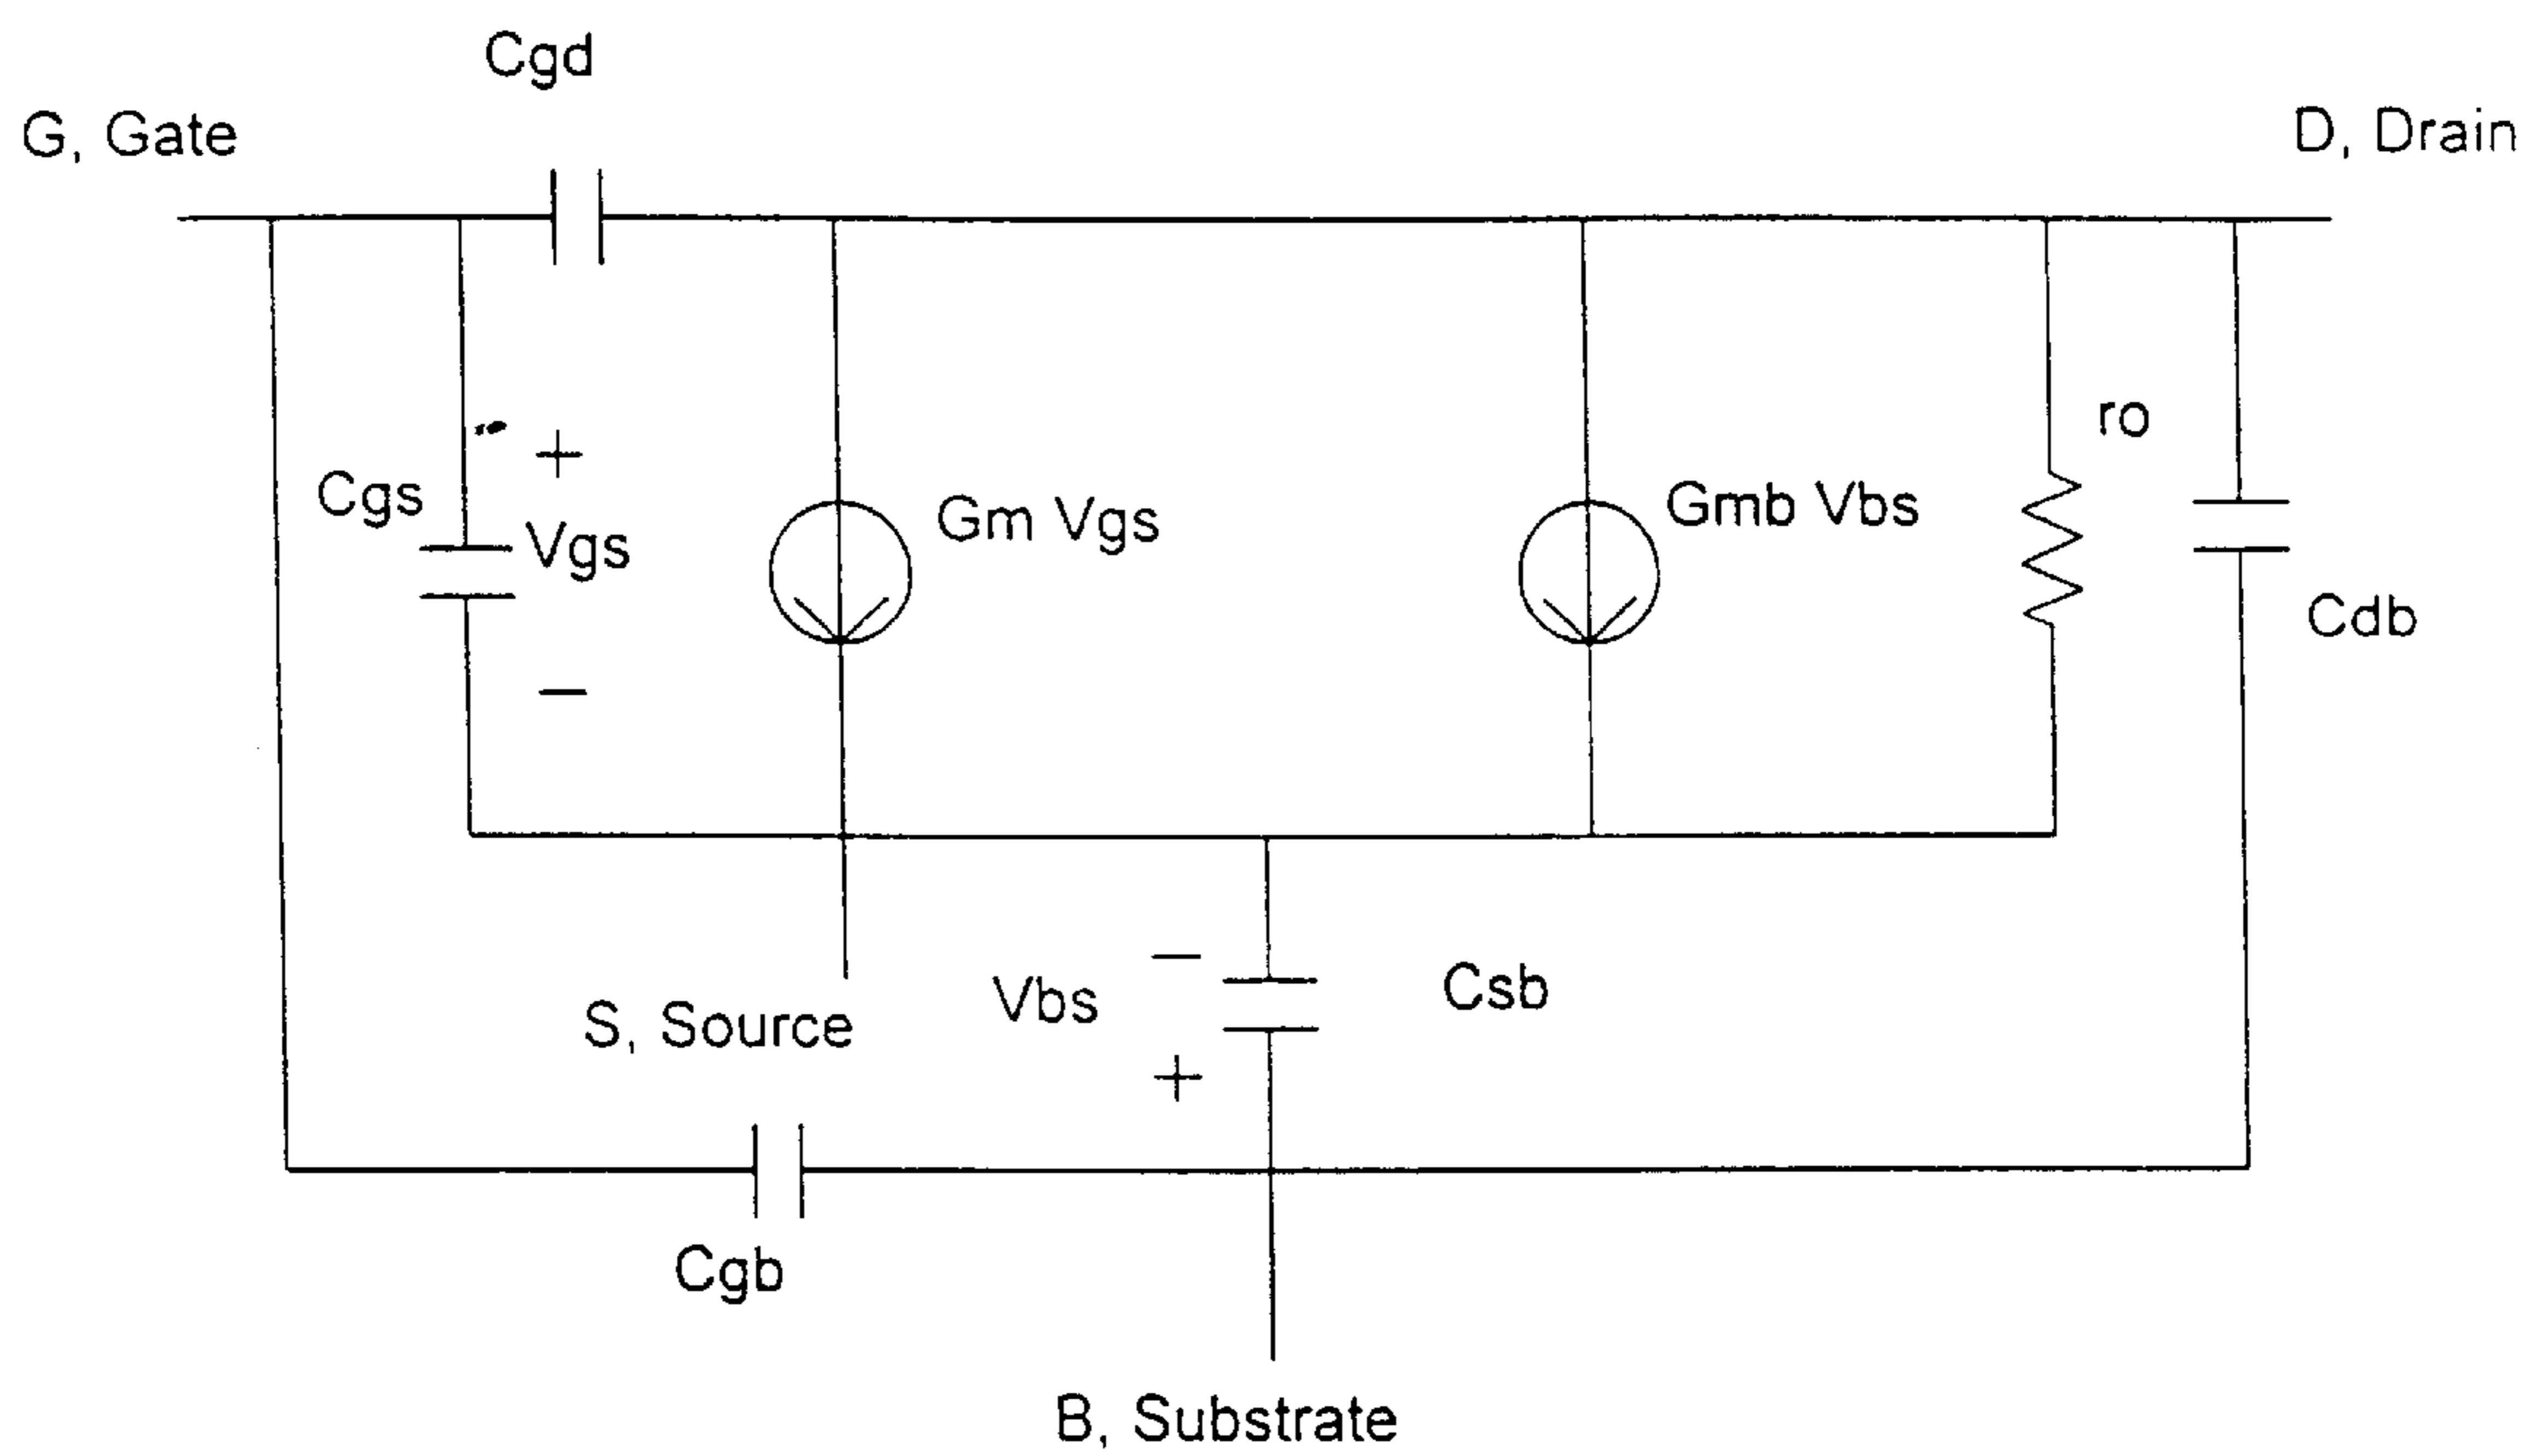 Cgd
G, Gate
D, Drain
ro
+
Cgs
Vgs
Gm Vgs
Gmb Vbs
Cdb
−
−
Vbs
Csb
S, Source
+
Cgb
B, Substrate